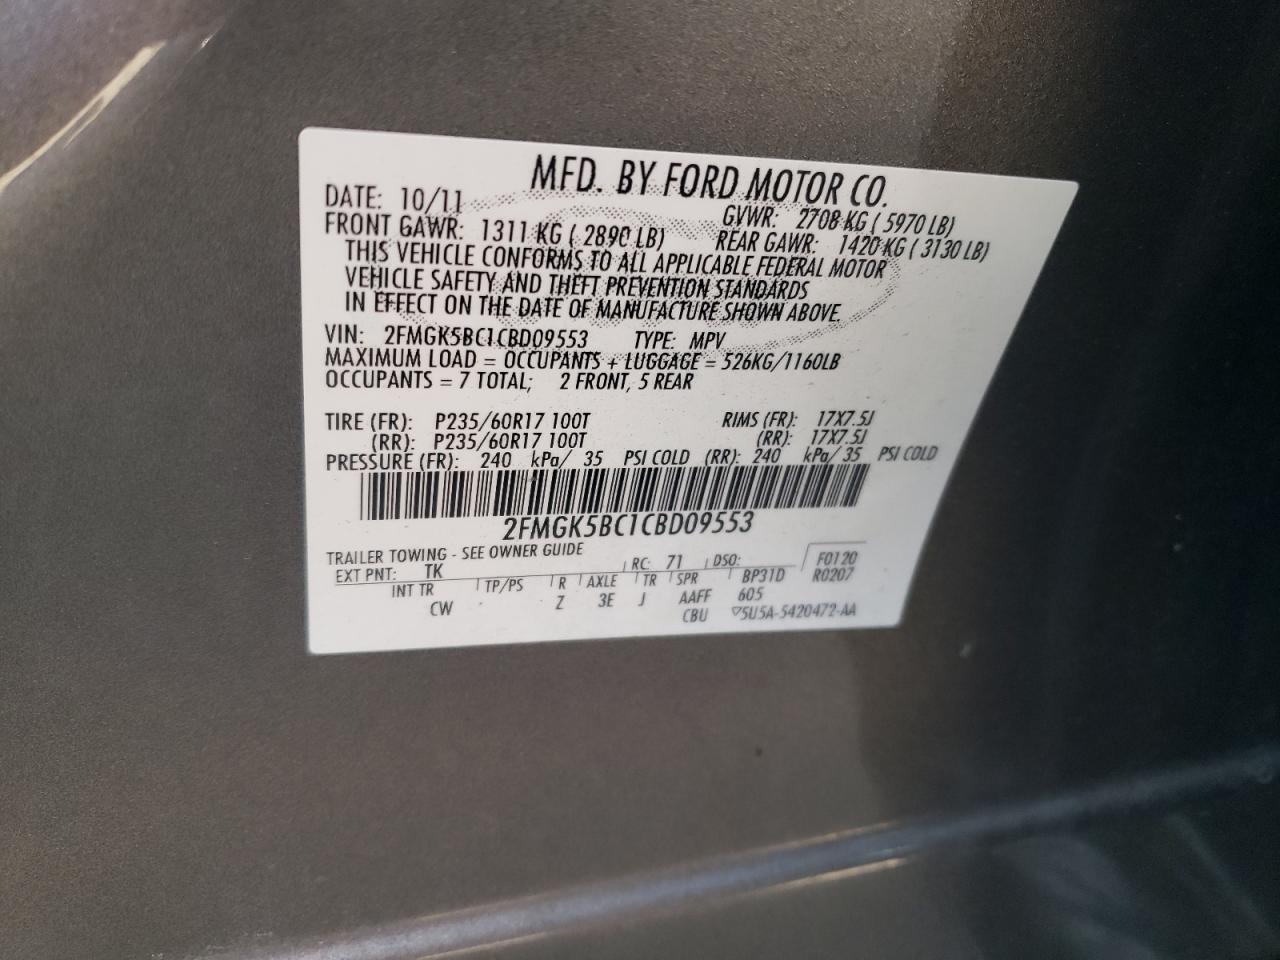 MFD. BY FORD MOTOR CO.
DATE: 10/11 GVWR: 2708 KG ( 5970 LB)
FRONT GAWR: 1311 KG ( 2890 LB) REAR GAWR: 1420 KG ( 3130 LB)
THIS VEHICLE CONFORMS TO ALL APPLICABLE FEDERAL MOTOR
VEHICLE SAFETY AND THEFT PREVENTION STANDARDS
IN EFFECT ON THE DATE OF MANUFACTURE SHOWN ABOVE.
VIN: 2FMGK5BC1CBD09553 TYPE: MPV
MAXIMUM LOAD = OCCUPANTS + LUGGAGE = 526KG/1160LB
OCCUPANTS = 7 TOTAL; 2 FRONT, 5 REAR
TIRE (FR): P235/60R17 100T RIMS (FR): 17X7.5J
(RR): P235/60R17 100T (RR): 17X7.5J
PRESSURE (FR): 240 kPa/ 35 PSI COLD (RR): 240 kPa/ 35 PSI COLD
2FMGK5BC1CBD09553
TRAILER TOWING - SEE OWNER GUIDE
EXT PNT: TK RC: 71 DSO: F0120
INT TR TP/PS R AXLE TR SPR BP31D R0207
CW Z 3E J AAFF 605
CBU ▽5U5A-5420472-AA